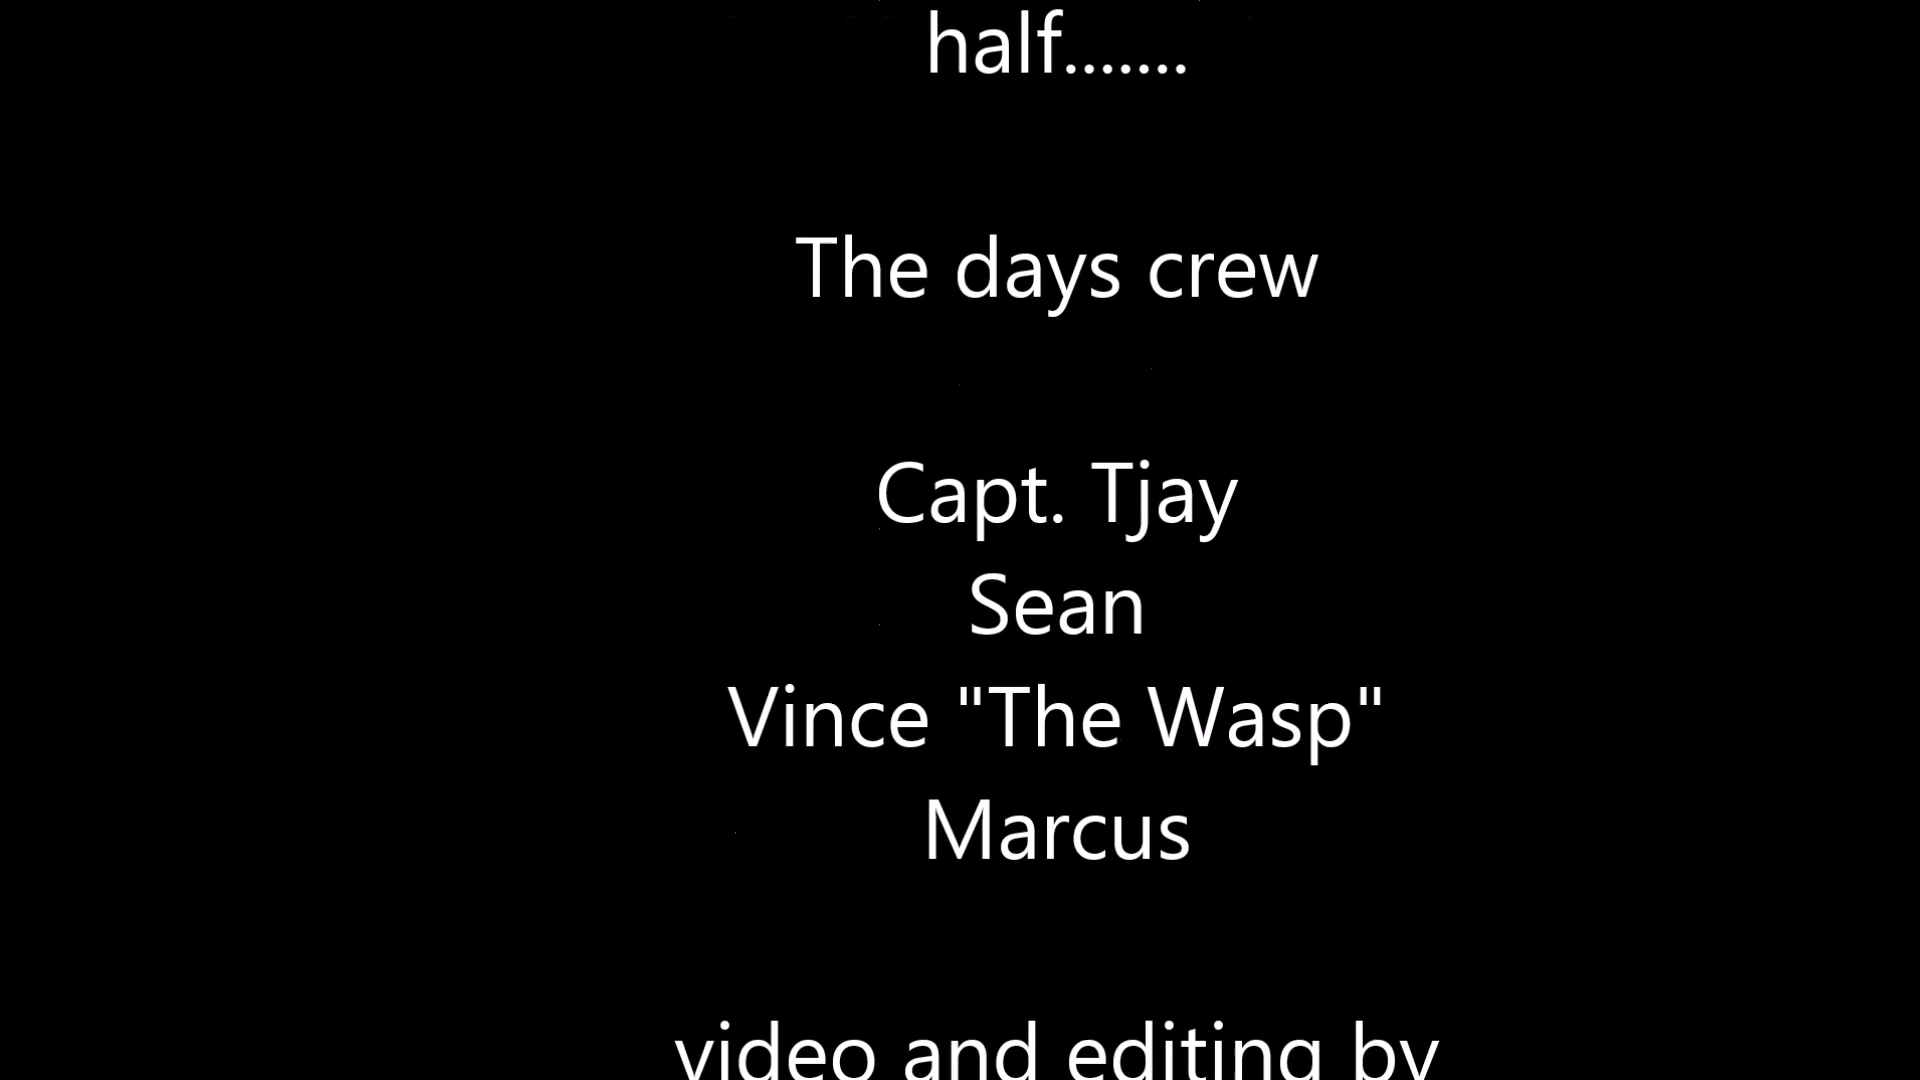 half.......
The days crew
Capt. Tjay
Sean
Vince "The Wasp"
Marcus
video and editing by